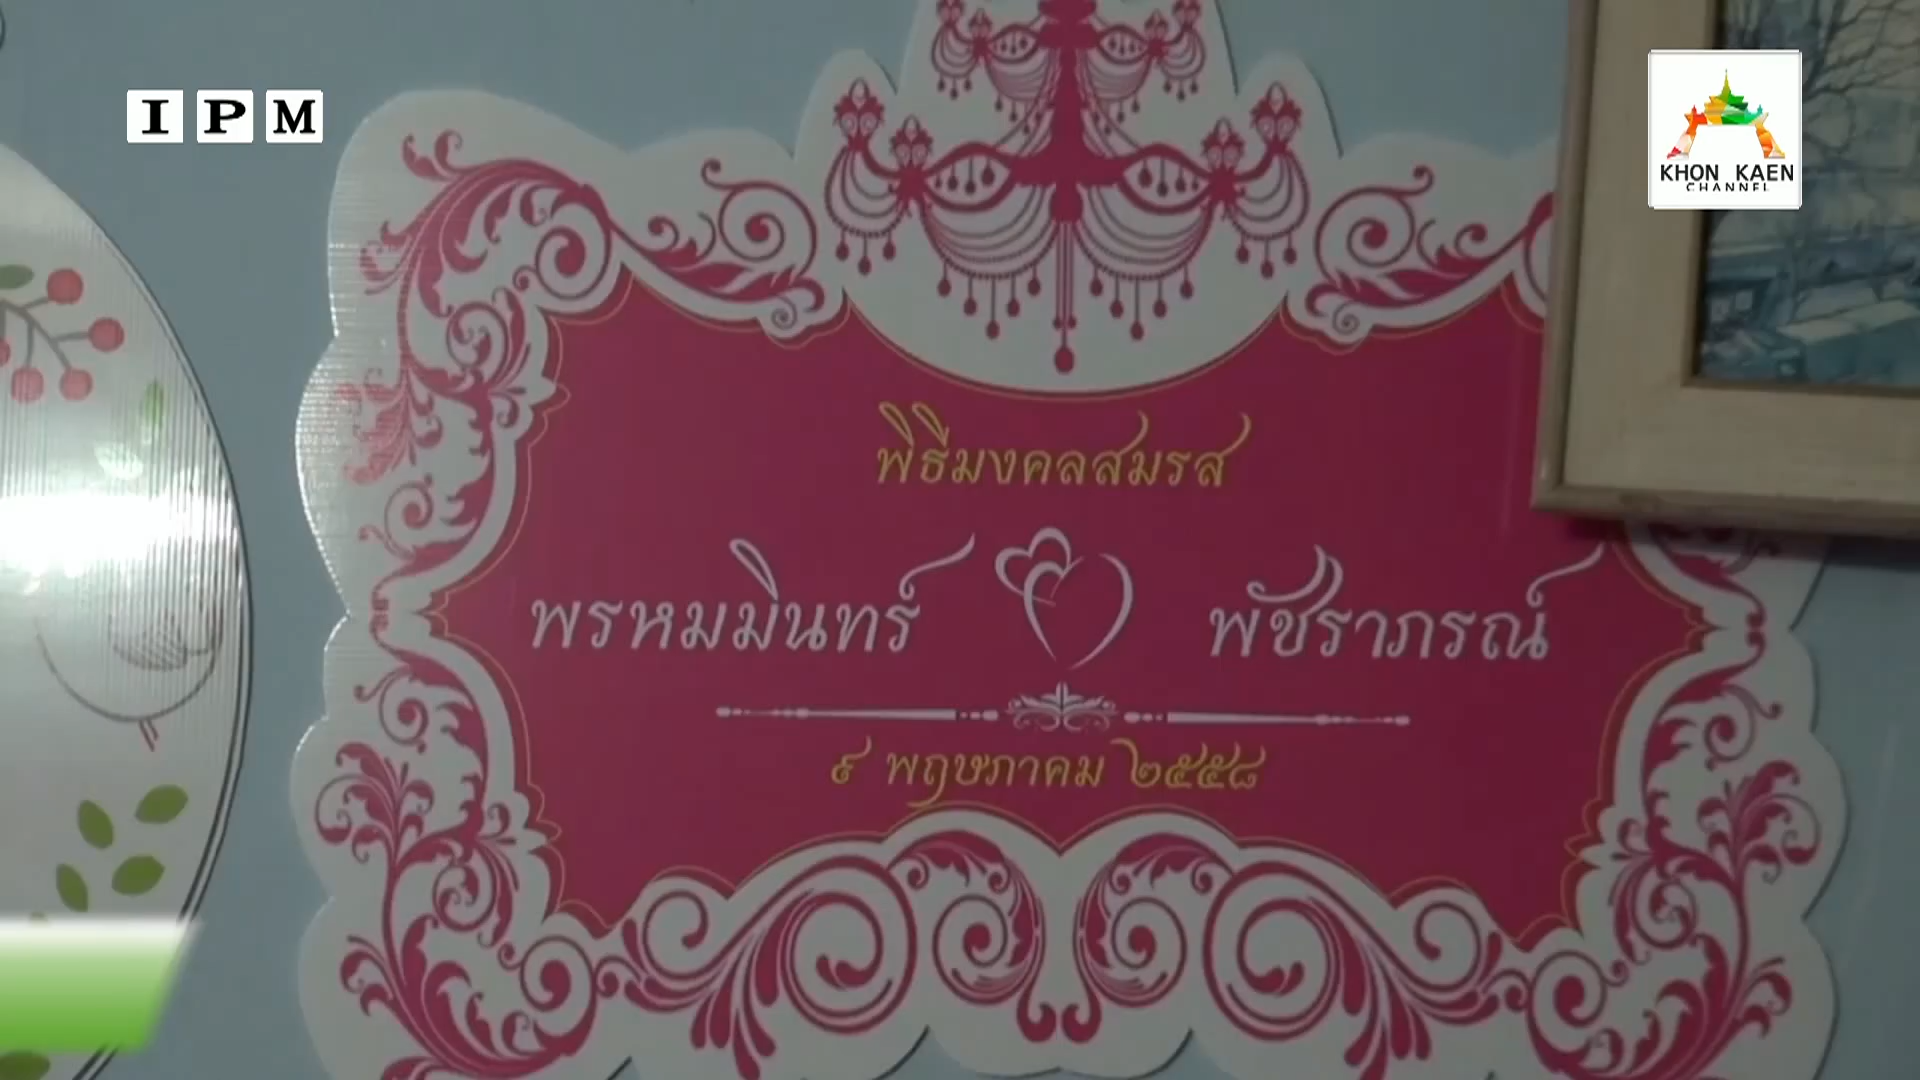 I P M
KHON KAEN
CHANNEL
พิธีมงคลสมรส
พรหมมินทร์ พัชราภรณ์
๙ พฤษภาคม ๒๕๕๘